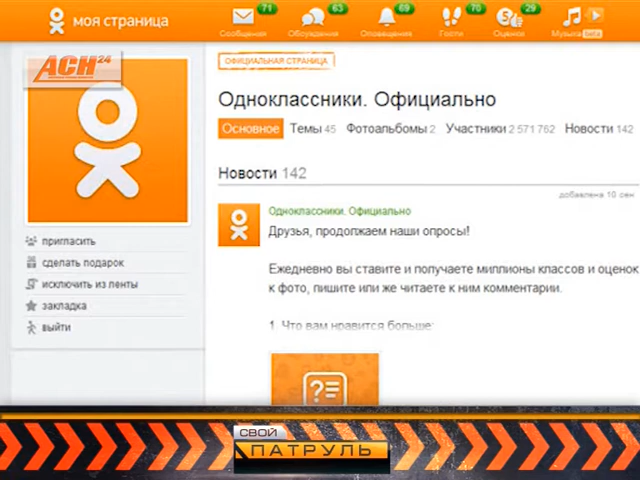 71 63 69 70 29
моя страница
Сообщения Обсуждения Оповещения Гости Оценки Музыка beta
АСН24
ОФИЦИАЛЬНАЯ СТРАНИЦА
Одноклассники. Официально
Основное Темы 45 Фотоальбомы 2 Участники 2 571 762 Новости 142
Новости 142
добавлена 10 сен
Одноклассники. Официально
Друзья, продолжаем наши опросы!
Ежедневно вы ставите и получаете миллионы классов и оценок
к фото, пишите или же читаете к ним комментарии.
1. Что вам нравится больше:
пригласить
сделать подарок
исключить из ленты
закладка
выйти
СВОЙ
ПАТРУЛЬ